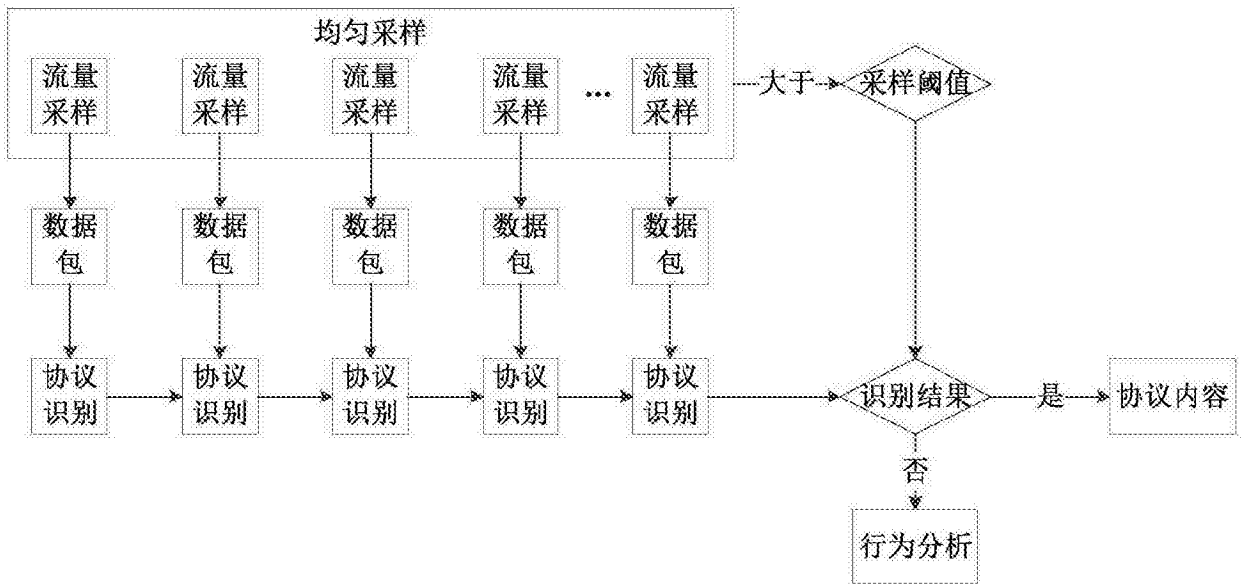 均匀采样
流量
采样
流量
采样
流量
采样
流量
采样
...
流量
采样
大于
采样阈值
数据
包
数据
包
数据
包
数据
包
数据
包
协议
识别
协议
识别
协议
识别
协议
识别
协议
识别
识别结果
是
协议内容
否
行为分析